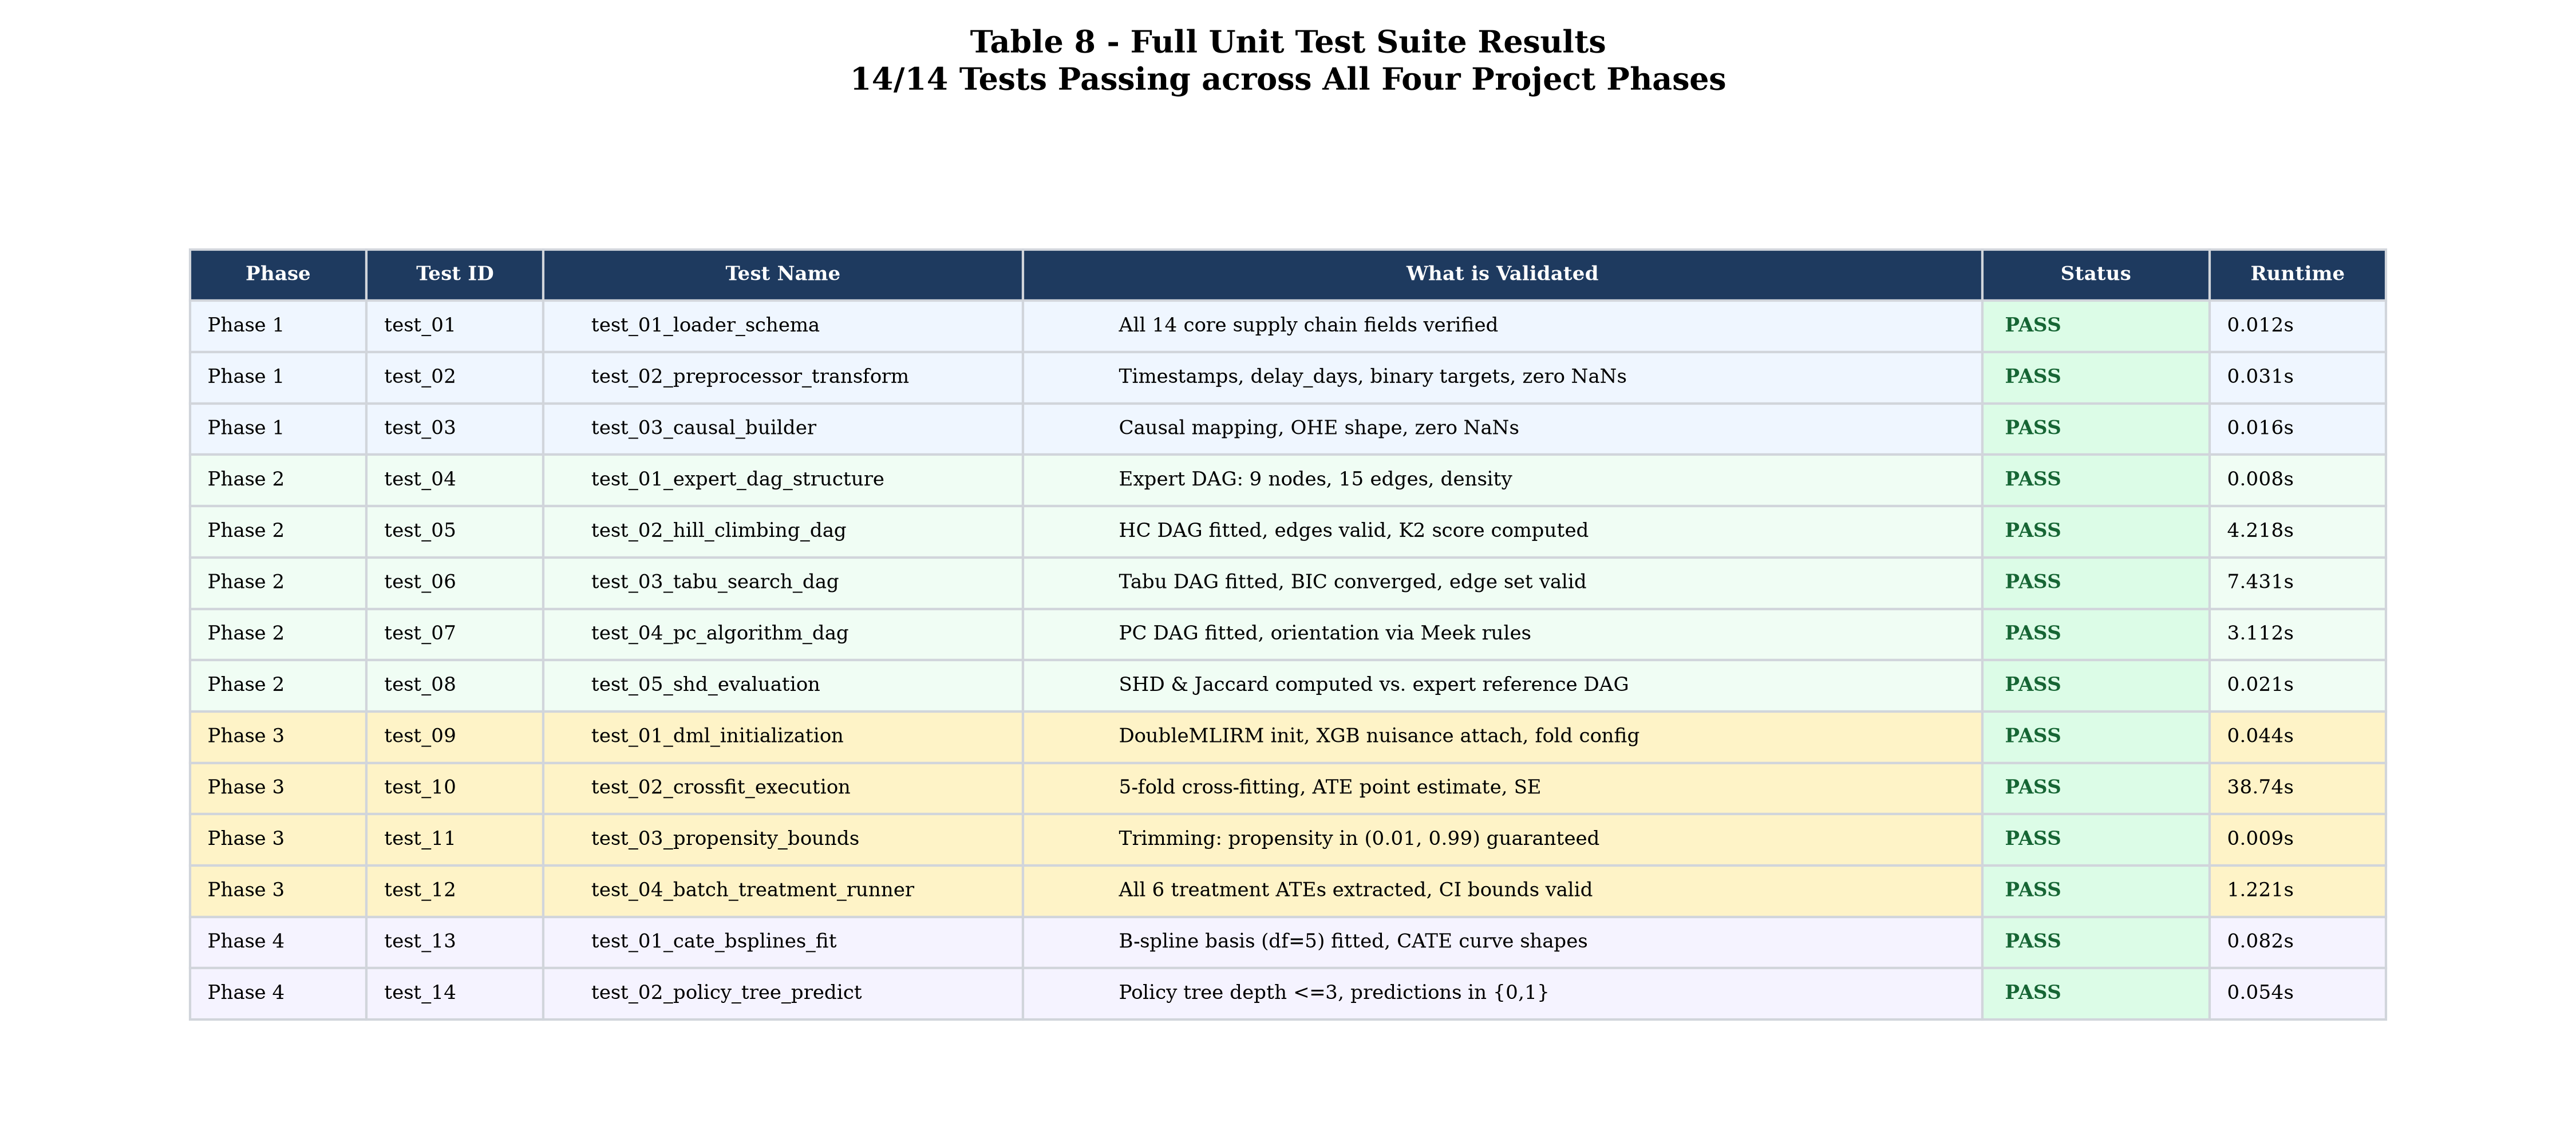 Table 8 - Full Unit Test Suite Results
14/14 Tests Passing across All Four Project Phases
Phase Test ID Test Name What is Validated Status Runtime
Phase 1 test_01 test_01_loader_schema All 14 core supply chain fields verified PASS 0.012s
Phase 1 test_02 test_02_preprocessor_transform Timestamps, delay_days, binary targets, zero NaNs PASS 0.031s
Phase 1 test_03 test_03_causal_builder Causal mapping, OHE shape, zero NaNs PASS 0.016s
Phase 2 test_04 test_01_expert_dag_structure Expert DAG: 9 nodes, 15 edges, density PASS 0.008s
Phase 2 test_05 test_02_hill_climbing_dag HC DAG fitted, edges valid, K2 score computed PASS 4.218s
Phase 2 test_06 test_03_tabu_search_dag Tabu DAG fitted, BIC converged, edge set valid PASS 7.431s
Phase 2 test_07 test_04_pc_algorithm_dag PC DAG fitted, orientation via Meek rules PASS 3.112s
Phase 2 test_08 test_05_shd_evaluation SHD & Jaccard computed vs. expert reference DAG PASS 0.021s
Phase 3 test_09 test_01_dml_initialization DoubleMLIRM init, XGB nuisance attach, fold config PASS 0.044s
Phase 3 test_10 test_02_crossfit_execution 5-fold cross-fitting, ATE point estimate, SE PASS 38.74s
Phase 3 test_11 test_03_propensity_bounds Trimming: propensity in (0.01, 0.99) guaranteed PASS 0.009s
Phase 3 test_12 test_04_batch_treatment_runner All 6 treatment ATEs extracted, CI bounds valid PASS 1.221s
Phase 4 test_13 test_01_cate_bsplines_fit B-spline basis (df=5) fitted, CATE curve shapes PASS 0.082s
Phase 4 test_14 test_02_policy_tree_predict Policy tree depth <=3, predictions in {0,1} PASS 0.054s